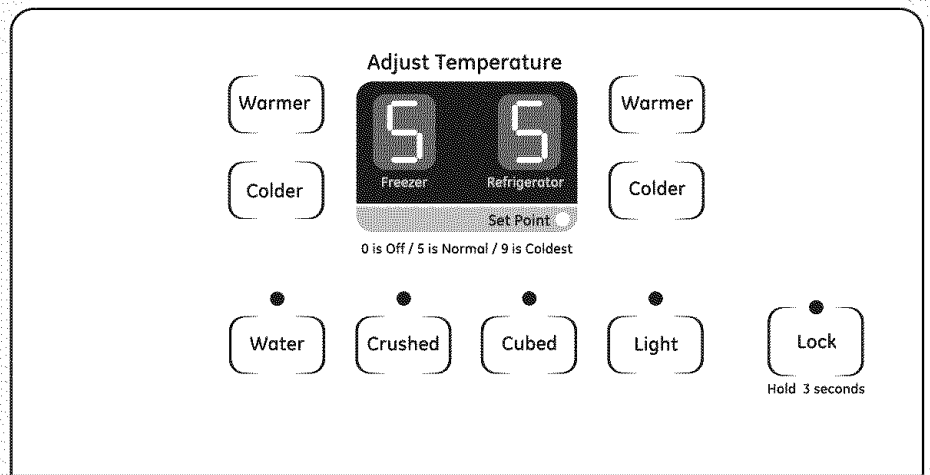 Adjust Temperature
Warmer
5 5
Warmer
Freezer Refrigerator
Colder
Colder
Set Point
0 is Off / 5 is Normal / 9 is Coldest
Water Crushed Cubed Light Lock
Hold 3 seconds